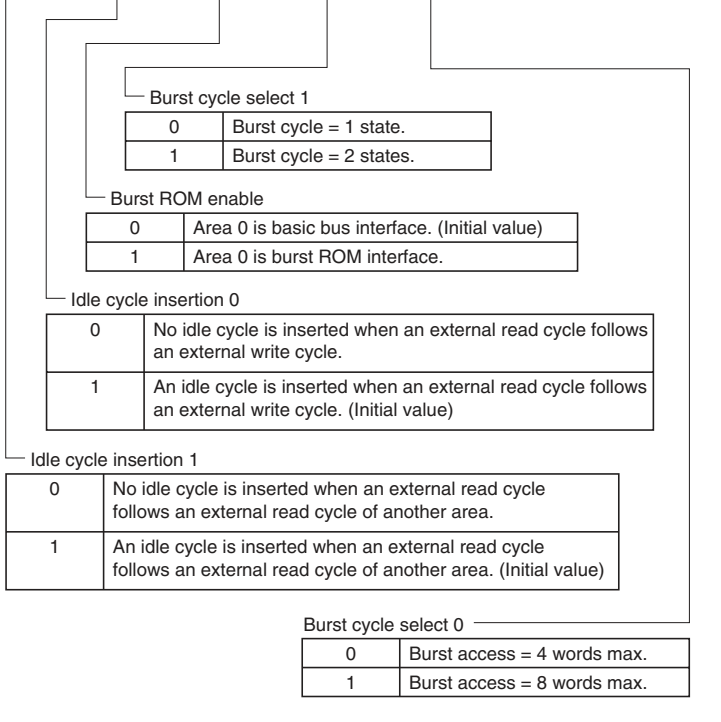 Burst cycle select 1
0 Burst cycle = 1 state.
1 Burst cycle = 2 states.
Burst ROM enable
0 Area 0 is basic bus interface. (Initial value)
1 Area 0 is burst ROM interface.
Idle cycle insertion 0
0 No idle cycle is inserted when an external read cycle follows
an external write cycle.
1 An idle cycle is inserted when an external read cycle follows
an external write cycle. (Initial value)
Idle cycle insertion 1
0 No idle cycle is inserted when an external read cycle
follows an external read cycle of another area.
1 An idle cycle is inserted when an external read cycle
follows an external read cycle of another area. (Initial value)
Burst cycle select 0
0 Burst access = 4 words max.
1 Burst access = 8 words max.